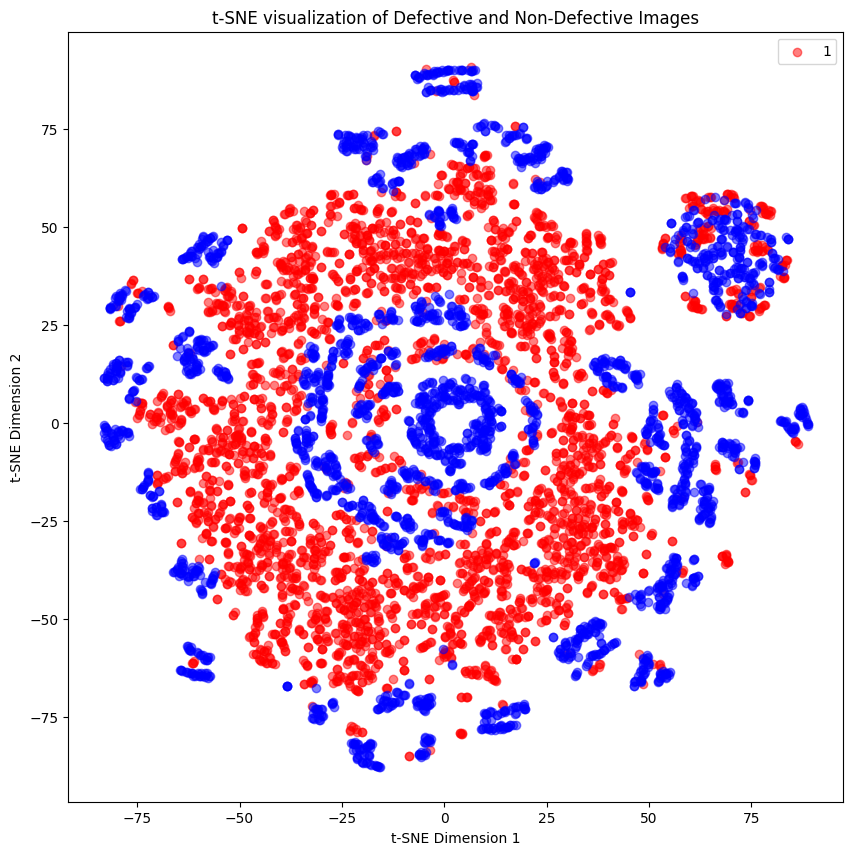 t-SNE visualization of Defective and Non-Defective Images
1
75
50
25
0
−25
−50
−75
t-SNE Dimension 2
−75 −50 −25 0 25 50 75
t-SNE Dimension 1